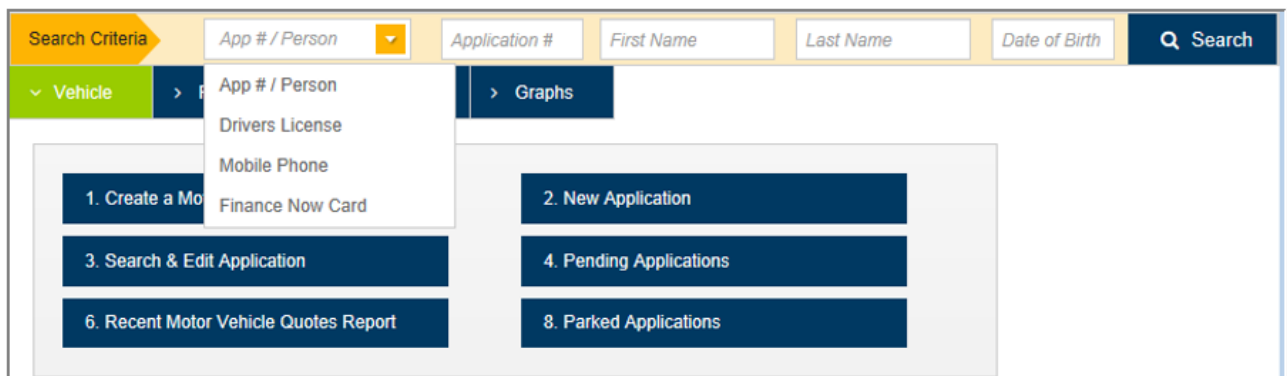 Search Criteria App # / Person Application # First Name Last Name Date of Birth Search
Vehicle Graphs
App # / Person
Drivers License
Mobile Phone
Finance Now Card
1. Create a Mo 2. New Application
3. Search & Edit Application 4. Pending Applications
6. Recent Motor Vehicle Quotes Report 8. Parked Applications